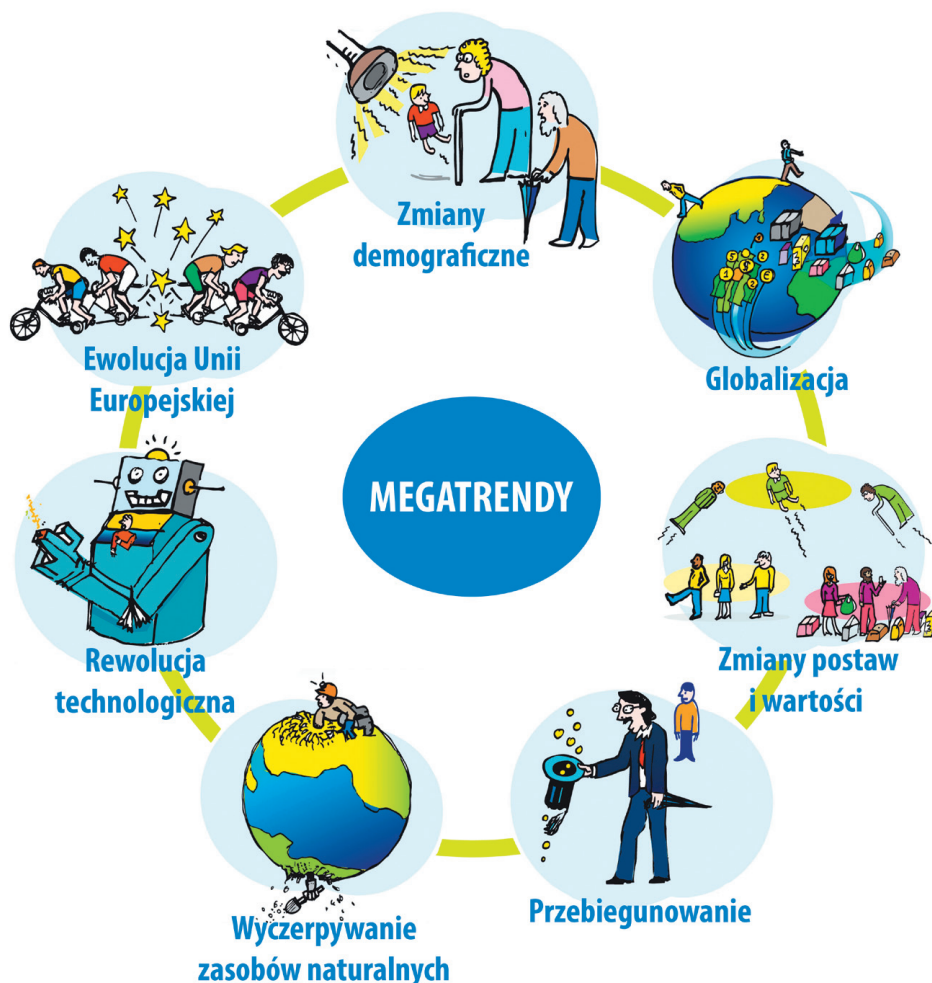 Zmiany
demograficzne
Globalizacja
Zmiany postaw
i wartości
Przebiegunowanie
Wyczerpywanie
zasobów naturalnych
Rewolucja
technologiczna
Ewolucja Unii
Europejskiej
MEGATRENDY